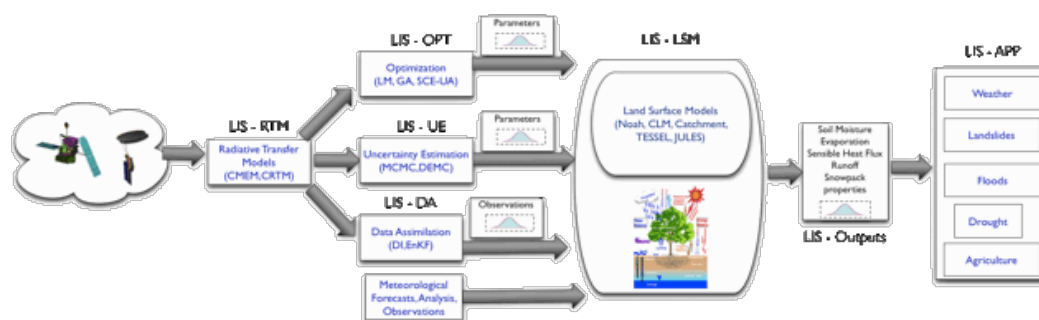 LIS - RTM
Radiative Transfer
Models
(CMEM,CRTM)
LIS - OPT
Optimization
(LM, GA, SCE-UA)
Parameters
LIS - UE
Uncertainty Estimation
(MCMC,DEMC)
Parameters
LIS - DA
Data Assimilation
(DI,EnKF)
Observations
Meteorological
Forecasts, Analysis,
Observations
LIS - LSM
Land Surface Models
(Noah, CLM, Catchment,
TESSEL, JULES)
Soil Moisture
Evaporation
Sensible Heat Flux
Runoff
Snowpack
properties
LIS - Outputs
LIS - APP
Weather
Landslides
Floods
Drought
Agriculture